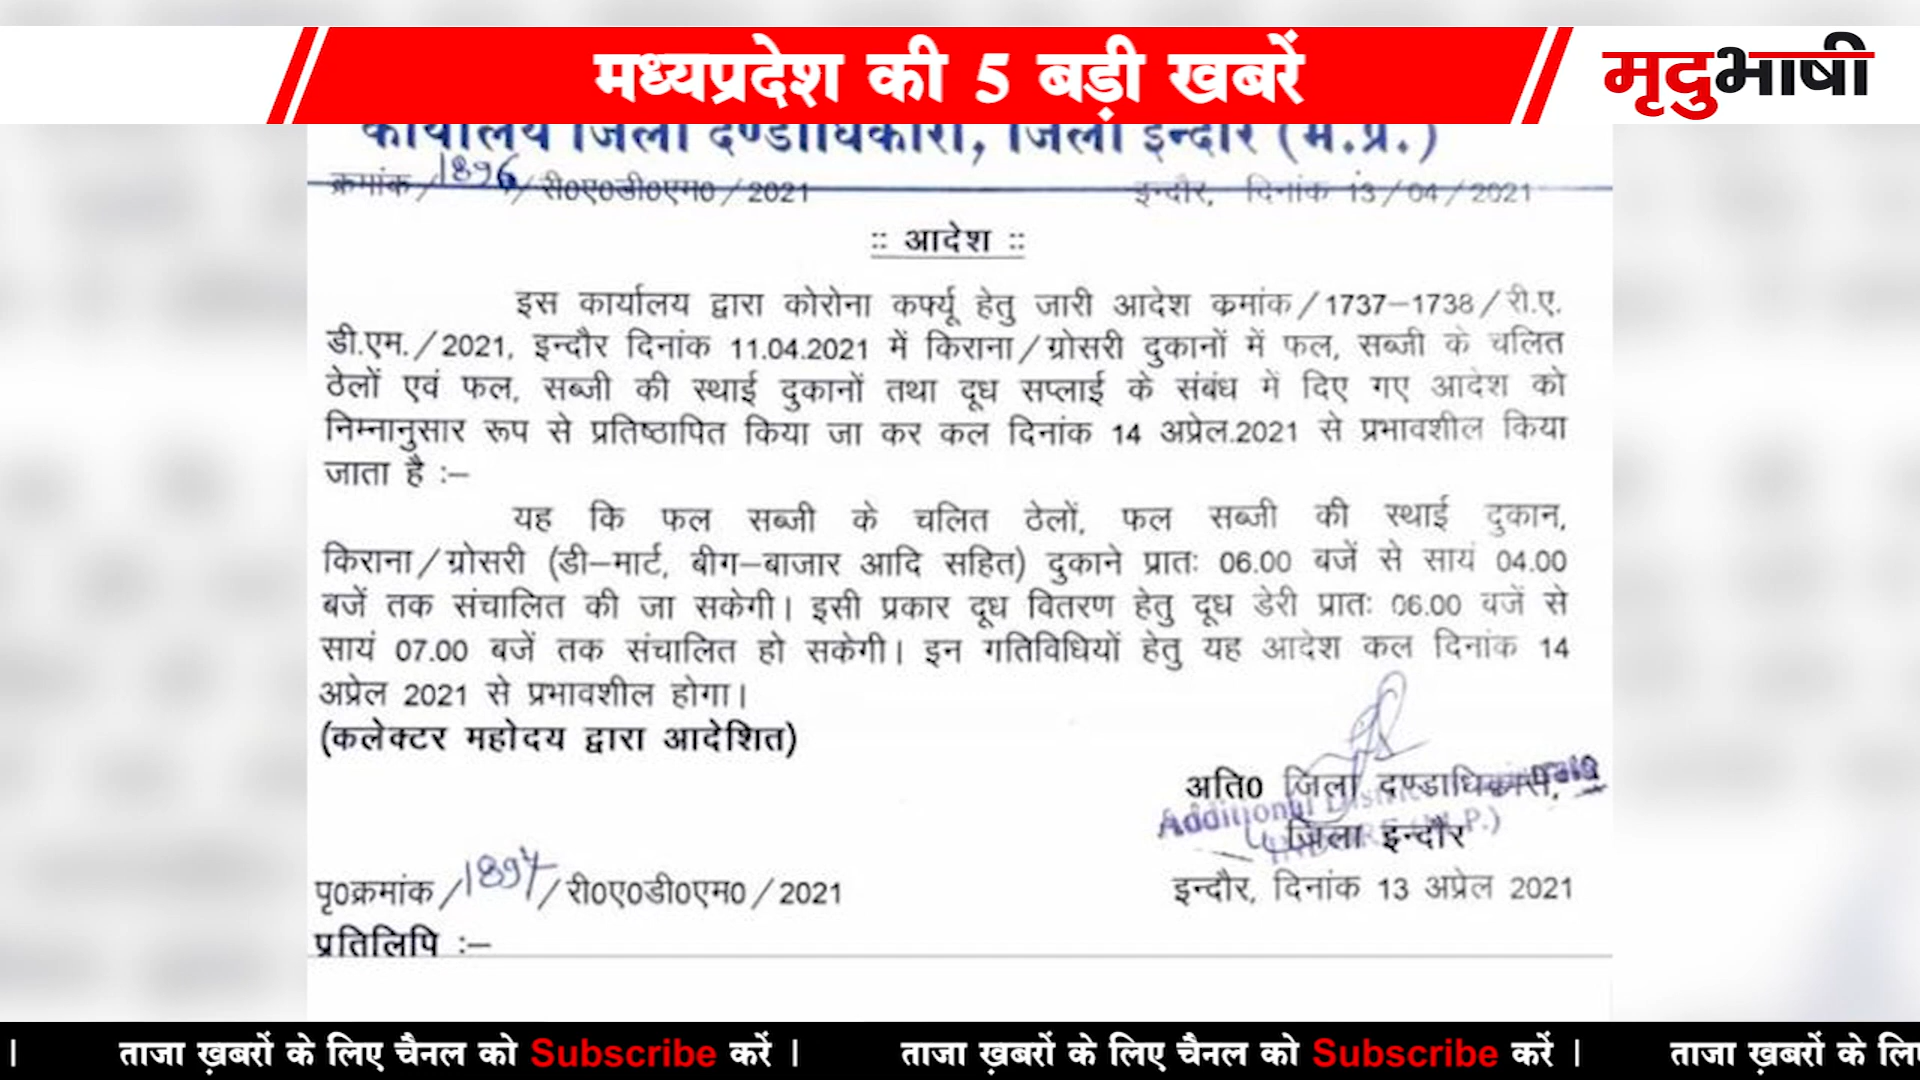 मध्यप्रदेश की 5 बड़ी खबरें
मृदुभाषी
कार्यालय जिला दण्डाधिकारी, जिला इन्दौर (म.प्र.)
क्रमांक/1896/री0ए0डी0एम0/2021 इन्दौर, दिनांक 13/04/2021
:: आदेश ::
इस कार्यालय द्वारा कोरोना कर्फ्यू हेतु जारी आदेश क्रमांक/1737–1738/री.ए.
डी.एम./2021, इन्दौर दिनांक 11.04.2021 में किराना/ग्रोसरी दुकानों में फल, सब्जी के चलित
ठेलों एवं फल, सब्जी की स्थाई दुकानों तथा दूध सप्लाई के संबंध में दिए गए आदेश को
निम्नानुसार रूप से प्रतिष्ठापित किया जा कर कल दिनांक 14 अप्रेल.2021 से प्रभावशील किया
जाता है :–
यह कि फल सब्जी के चलित ठेलों, फल सब्जी की स्थाई दुकान,
किराना/ग्रोसरी (डी–मार्ट, बीग–बाजार आदि सहित) दुकाने प्रातः 06.00 बजें से सायं 04.00
बजें तक संचालित की जा सकेगी। इसी प्रकार दूध वितरण हेतु दूध डेरी प्रातः 06.00 बजें से
सायं 07.00 बजें तक संचालित हो सकेगी। इन गतिविधियों हेतु यह आदेश कल दिनांक 14
अप्रेल 2021 से प्रभावशील होगा।
(कलेक्टर महोदय द्वारा आदेशित)
अति0 जिला दण्डाधिकारी,
Additional District
जिला इन्दौर
पृ0क्रमांक/1897/री0ए0डी0एम0/2021 इन्दौर, दिनांक 13 अप्रेल 2021
प्रतिलिपि :–
| ताजा ख़बरों के लिए चैनल को Subscribe करें | ताजा ख़बरों के लिए चैनल को Subscribe करें | ताजा ख़बरों के